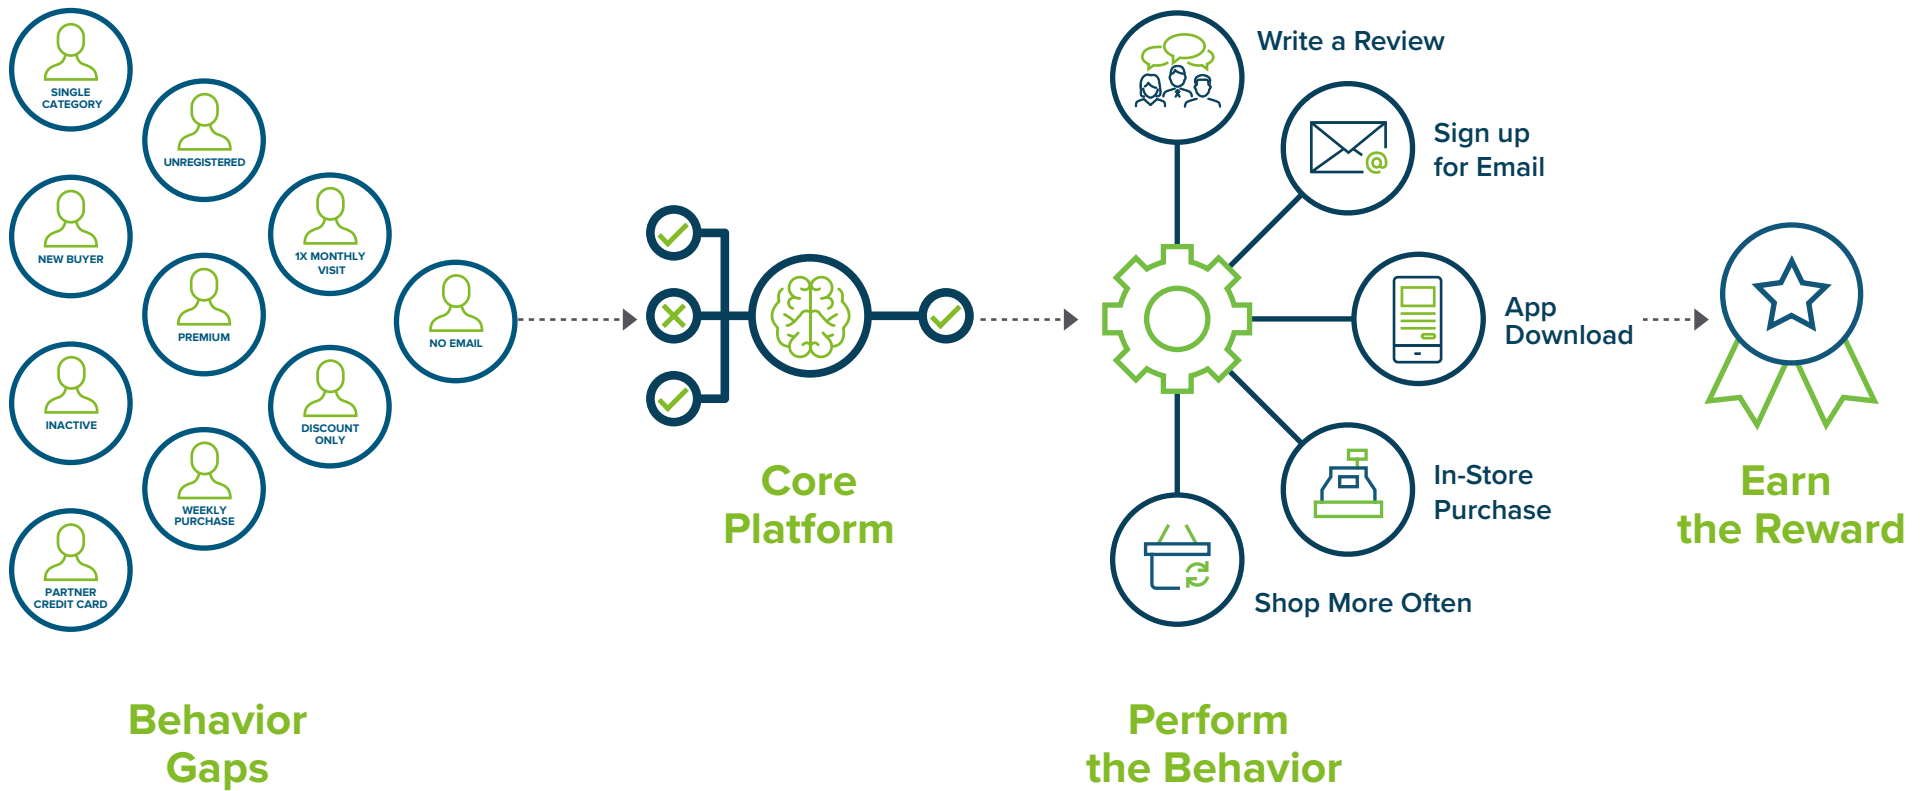 SINGLE
CATEGORY
UNREGISTERED
NEW BUYER
1X MONTHLY
VISIT
PREMIUM
NO EMAIL
INACTIVE
DISCOUNT
ONLY
WEEKLY
PURCHASE
PARTNER
CREDIT CARD
Behavior
Gaps
Core
Platform
Write a Review
Sign up
for Email
@
App
Download
In-Store
Purchase
Shop More Often
Perform
the Behavior
Earn
the Reward